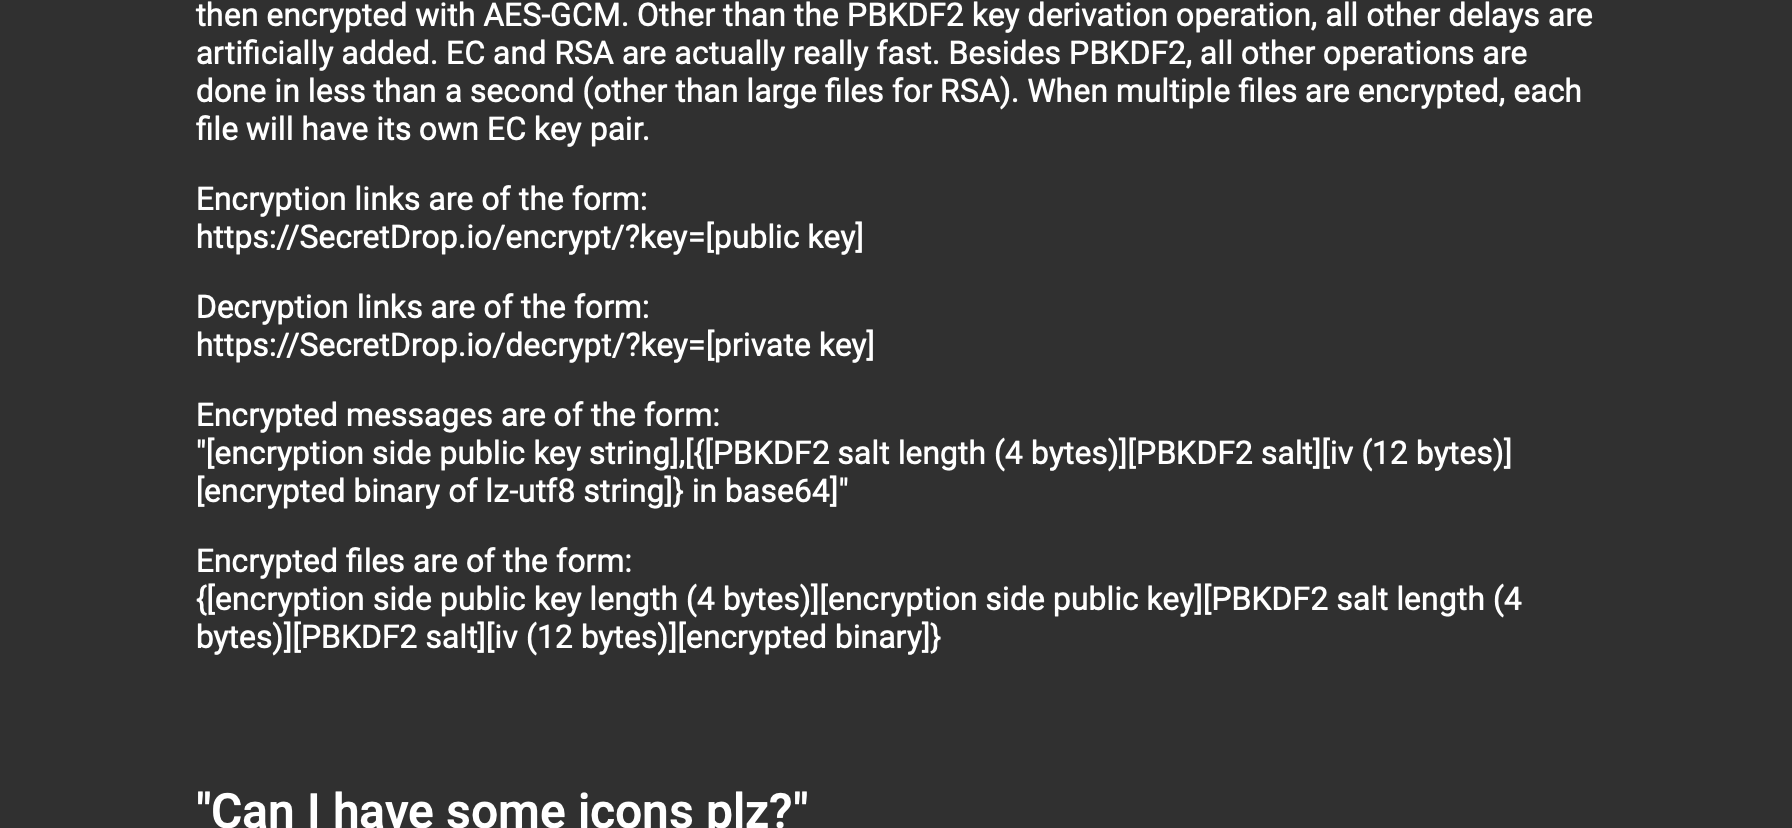 then encrypted with AES-GCM. Other than the PBKDF2 key derivation operation, all other delays are
artificially added. EC and RSA are actually really fast. Besides PBKDF2, all other operations are
done in less than a second (other than large files for RSA). When multiple files are encrypted, each
file will have its own EC key pair.
Encryption links are of the form:
https://SecretDrop.io/encrypt/?key=[public key]
Decryption links are of the form:
https://SecretDrop.io/decrypt/?key=[private key]
Encrypted messages are of the form:
"[encryption side public key string],[{[PBKDF2 salt length (4 bytes)][PBKDF2 salt][iv (12 bytes)]
[encrypted binary of lz-utf8 string]} in base64]"
Encrypted files are of the form:
{[encryption side public key length (4 bytes)][encryption side public key][PBKDF2 salt length (4
bytes)][PBKDF2 salt][iv (12 bytes)][encrypted binary]}
"Can I have some icons plz?"